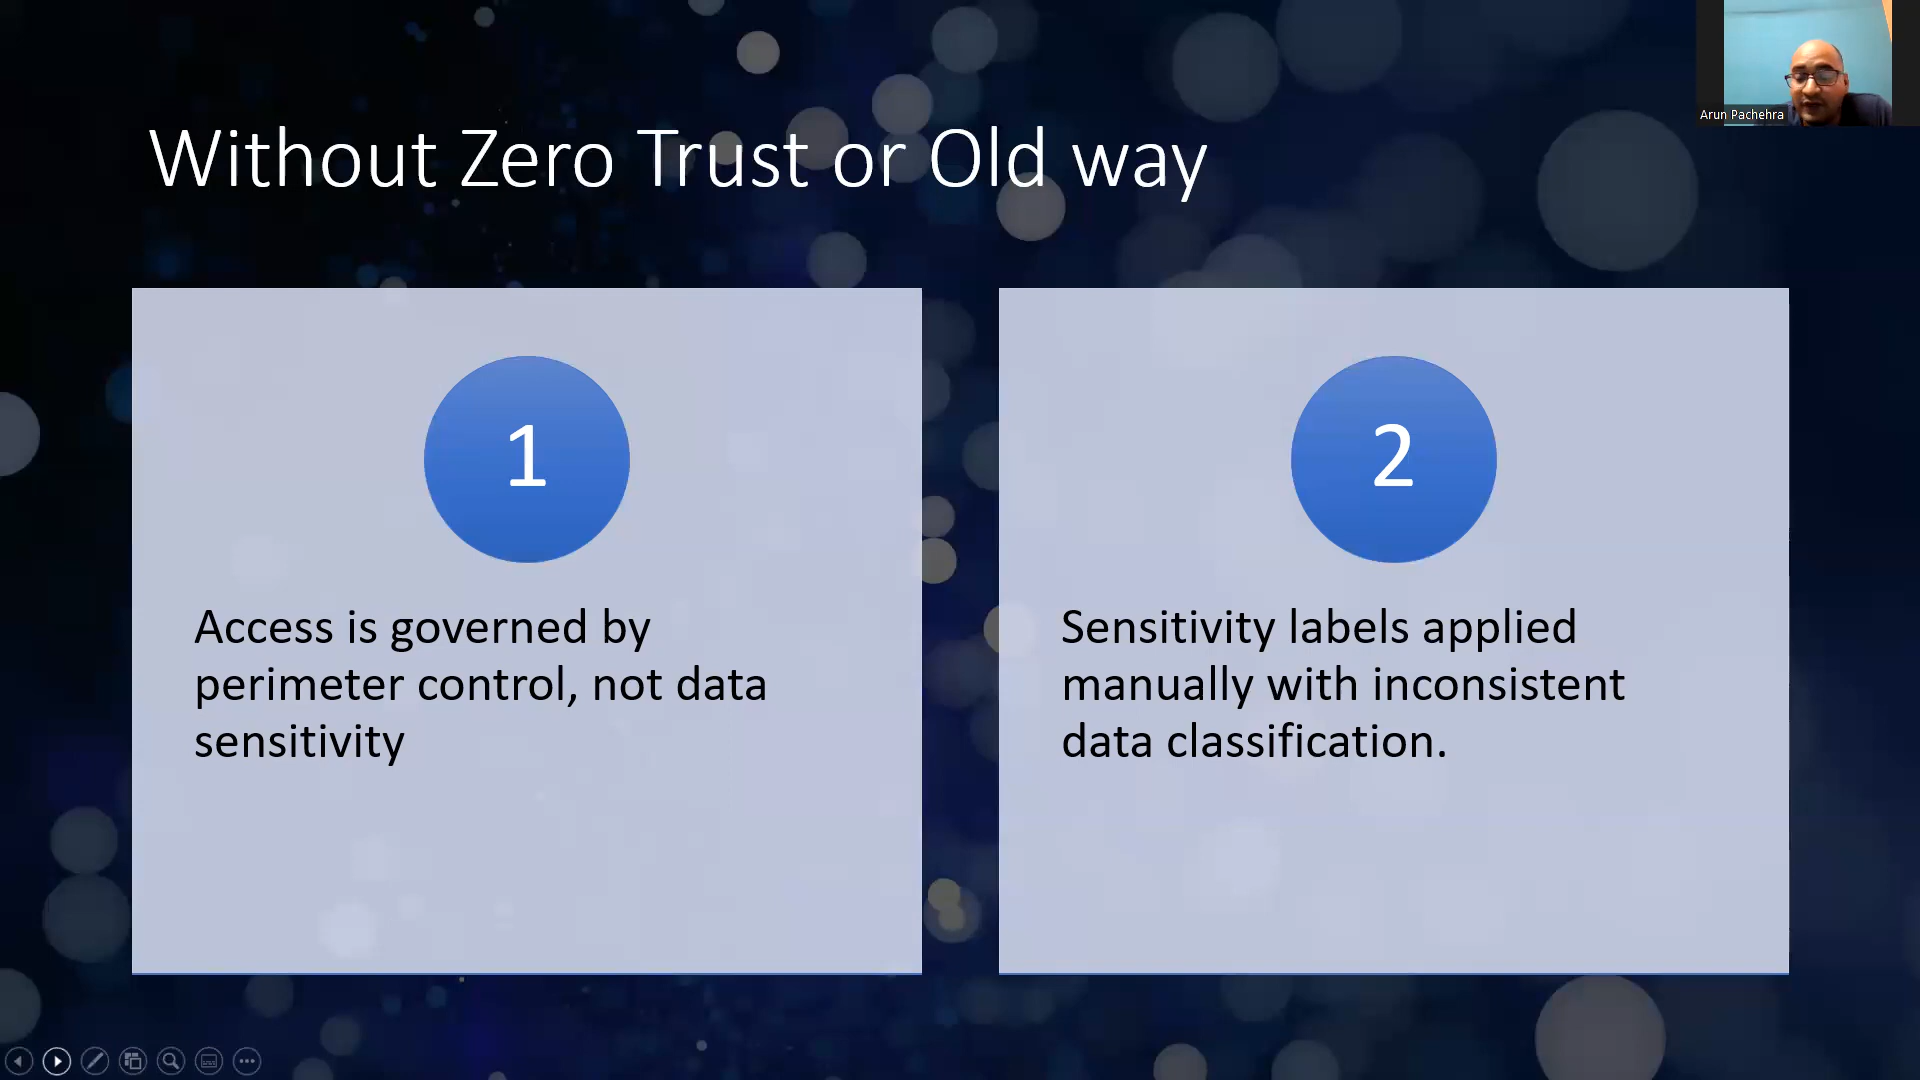 Arun Pachehra
Without Zero Trust or Old way
1
Access is governed by
perimeter control, not data
sensitivity
2
Sensitivity labels applied
manually with inconsistent
data classification.